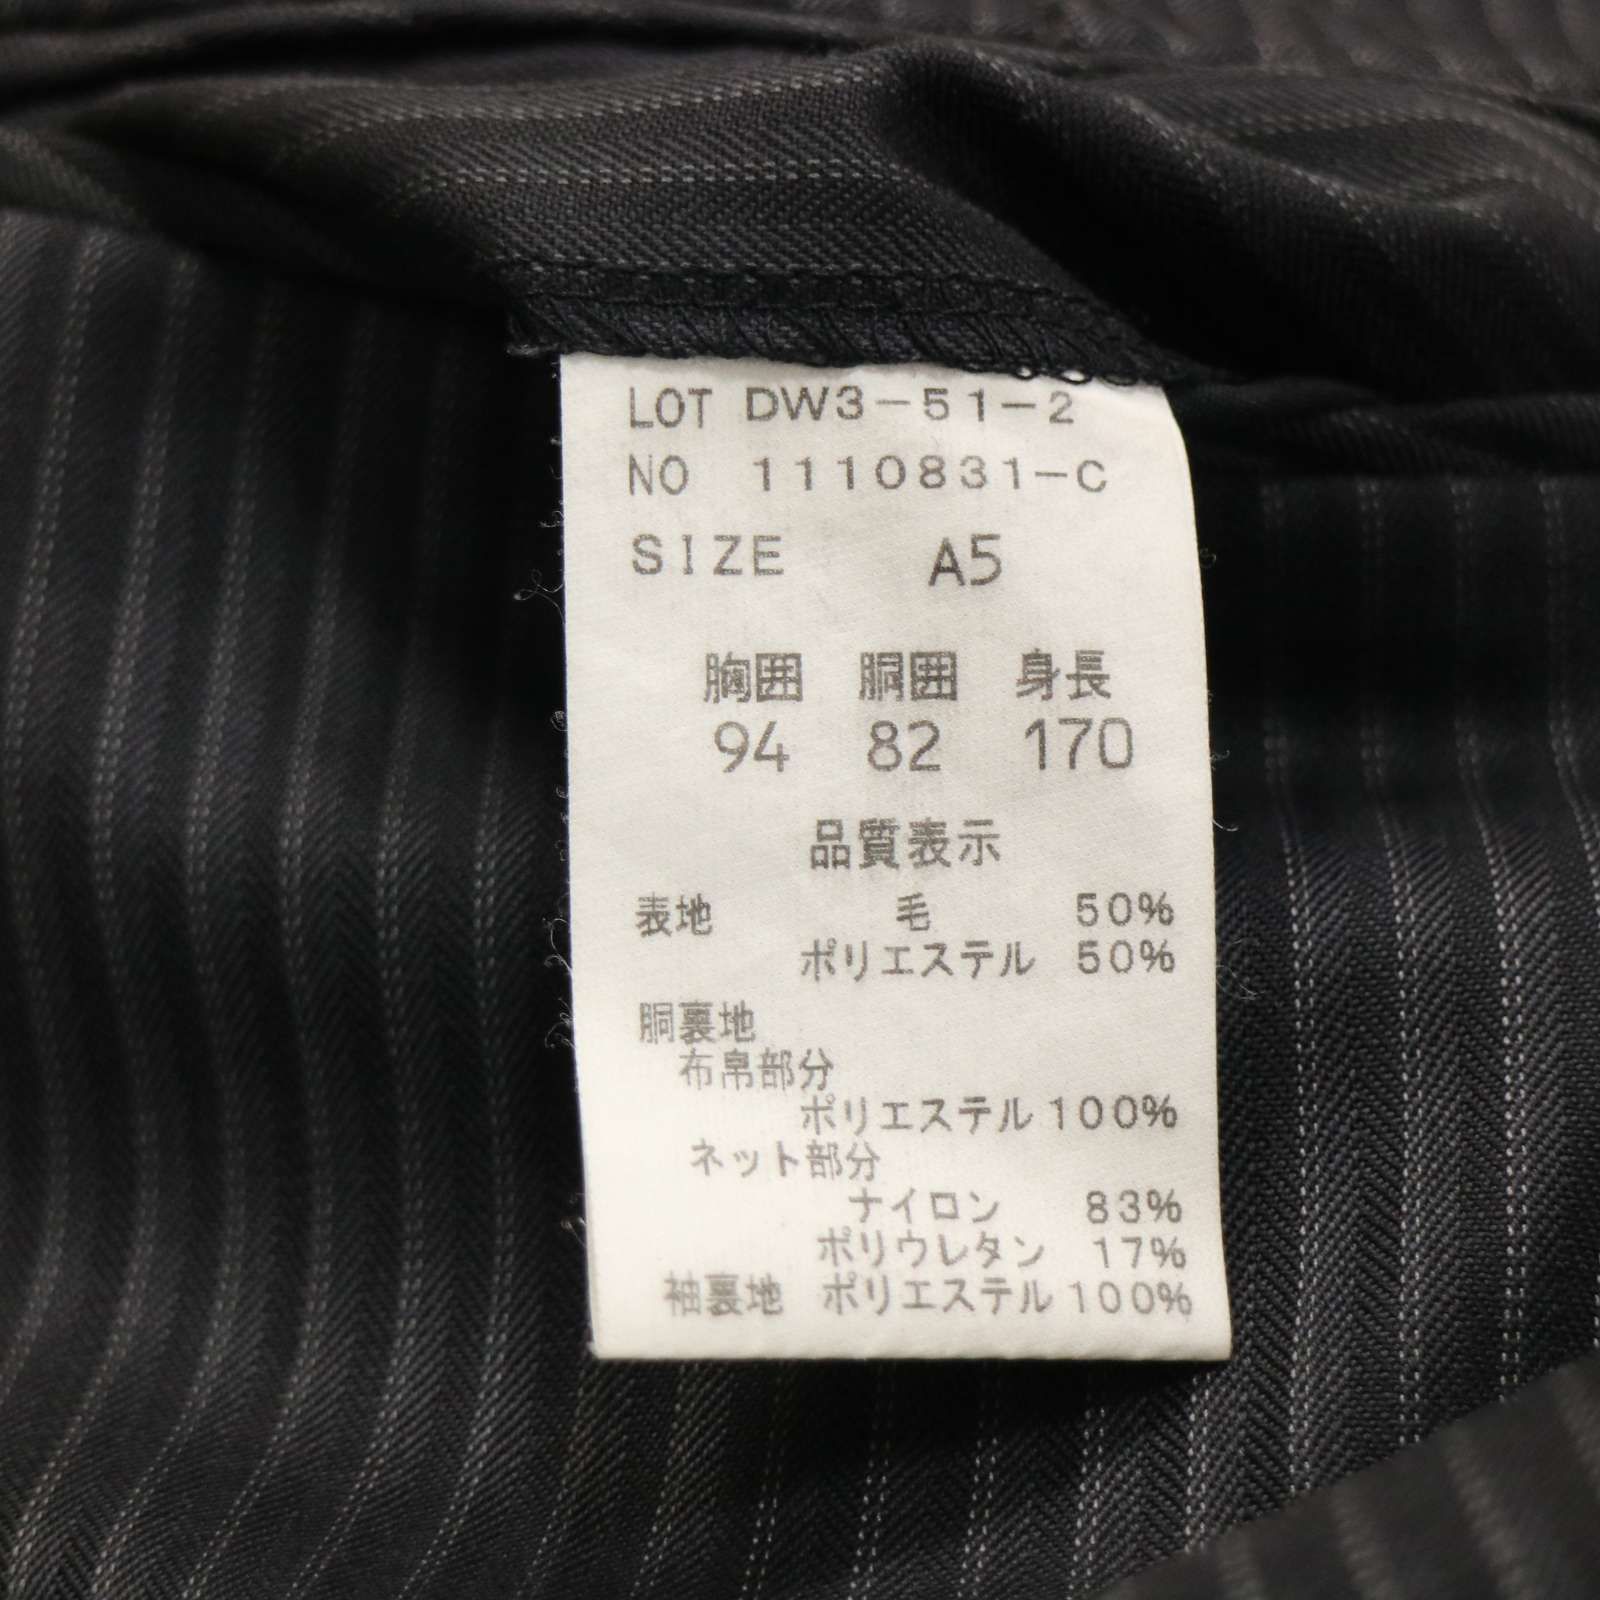 LOT DW3-51-2
NO 1110831-C
SIZE A5
胸囲 胴囲 身長
94 82 170
品質表示
表地 毛 50%
ポリエステル 50%
胴裏地
布帛部分
ポリエステル 100%
ネット部分
ナイロン 83%
ポリウレタン 17%
袖裏地 ポリエステル 100%